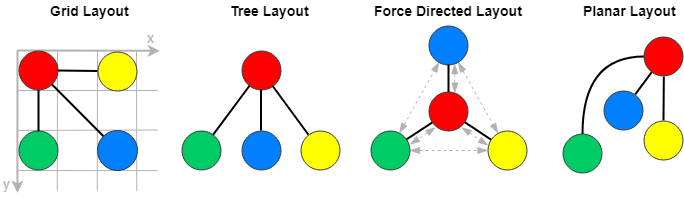 Grid Layout
Tree Layout
Force Directed Layout
Planar Layout
x
y